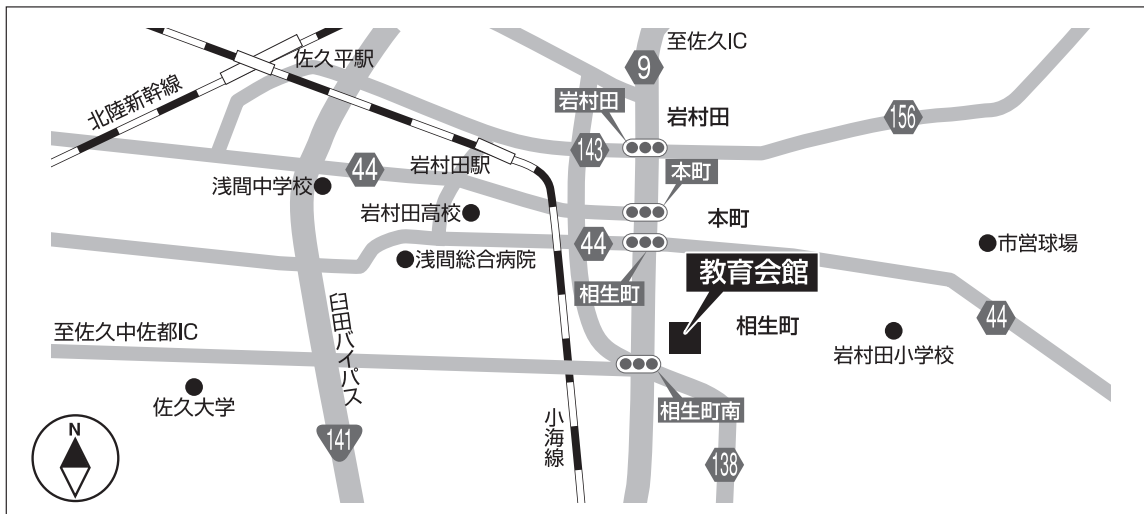 至佐久IC
佐久平駅
9
北陸新幹線
岩村田
岩村田
156
143
岩村田駅
44
本町
浅間中学校
岩村田高校
本町
44
市営球場
浅間総合病院
教育会館
相生町
臼田バイパス
相生町
44
至佐久中佐都IC
岩村田小学校
佐久大学
相生町南
小海線
N
141
138